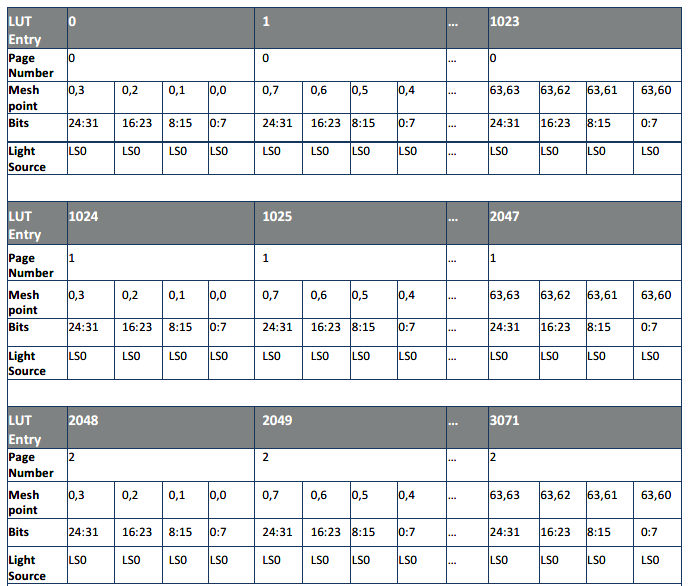 LUT Entry 0 1 ... 1023
Page Number 0 0 ... 0
Mesh point 0,3 0,2 0,1 0,0 0,7 0,6 0,5 0,4 ... 63,63 63,62 63,61 63,60
Bits 24:31 16:23 8:15 0:7 24:31 16:23 8:15 0:7 ... 24:31 16:23 8:15 0:7
Light Source LS0 LS0 LS0 LS0 LS0 LS0 LS0 LS0 ... LS0 LS0 LS0 LS0
LUT Entry 1024 1025 ... 2047
Page Number 1 1 ... 1
Mesh point 0,3 0,2 0,1 0,0 0,7 0,6 0,5 0,4 ... 63,63 63,62 63,61 63,60
Bits 24:31 16:23 8:15 0:7 24:31 16:23 8:15 0:7 ... 24:31 16:23 8:15 0:7
Light Source LS0 LS0 LS0 LS0 LS0 LS0 LS0 LS0 ... LS0 LS0 LS0 LS0
LUT Entry 2048 2049 ... 3071
Page Number 2 2 ... 2
Mesh point 0,3 0,2 0,1 0,0 0,7 0,6 0,5 0,4 ... 63,63 63,62 63,61 63,60
Bits 24:31 16:23 8:15 0:7 24:31 16:23 8:15 0:7 ... 24:31 16:23 8:15 0:7
Light Source LS0 LS0 LS0 LS0 LS0 LS0 LS0 LS0 ... LS0 LS0 LS0 LS0